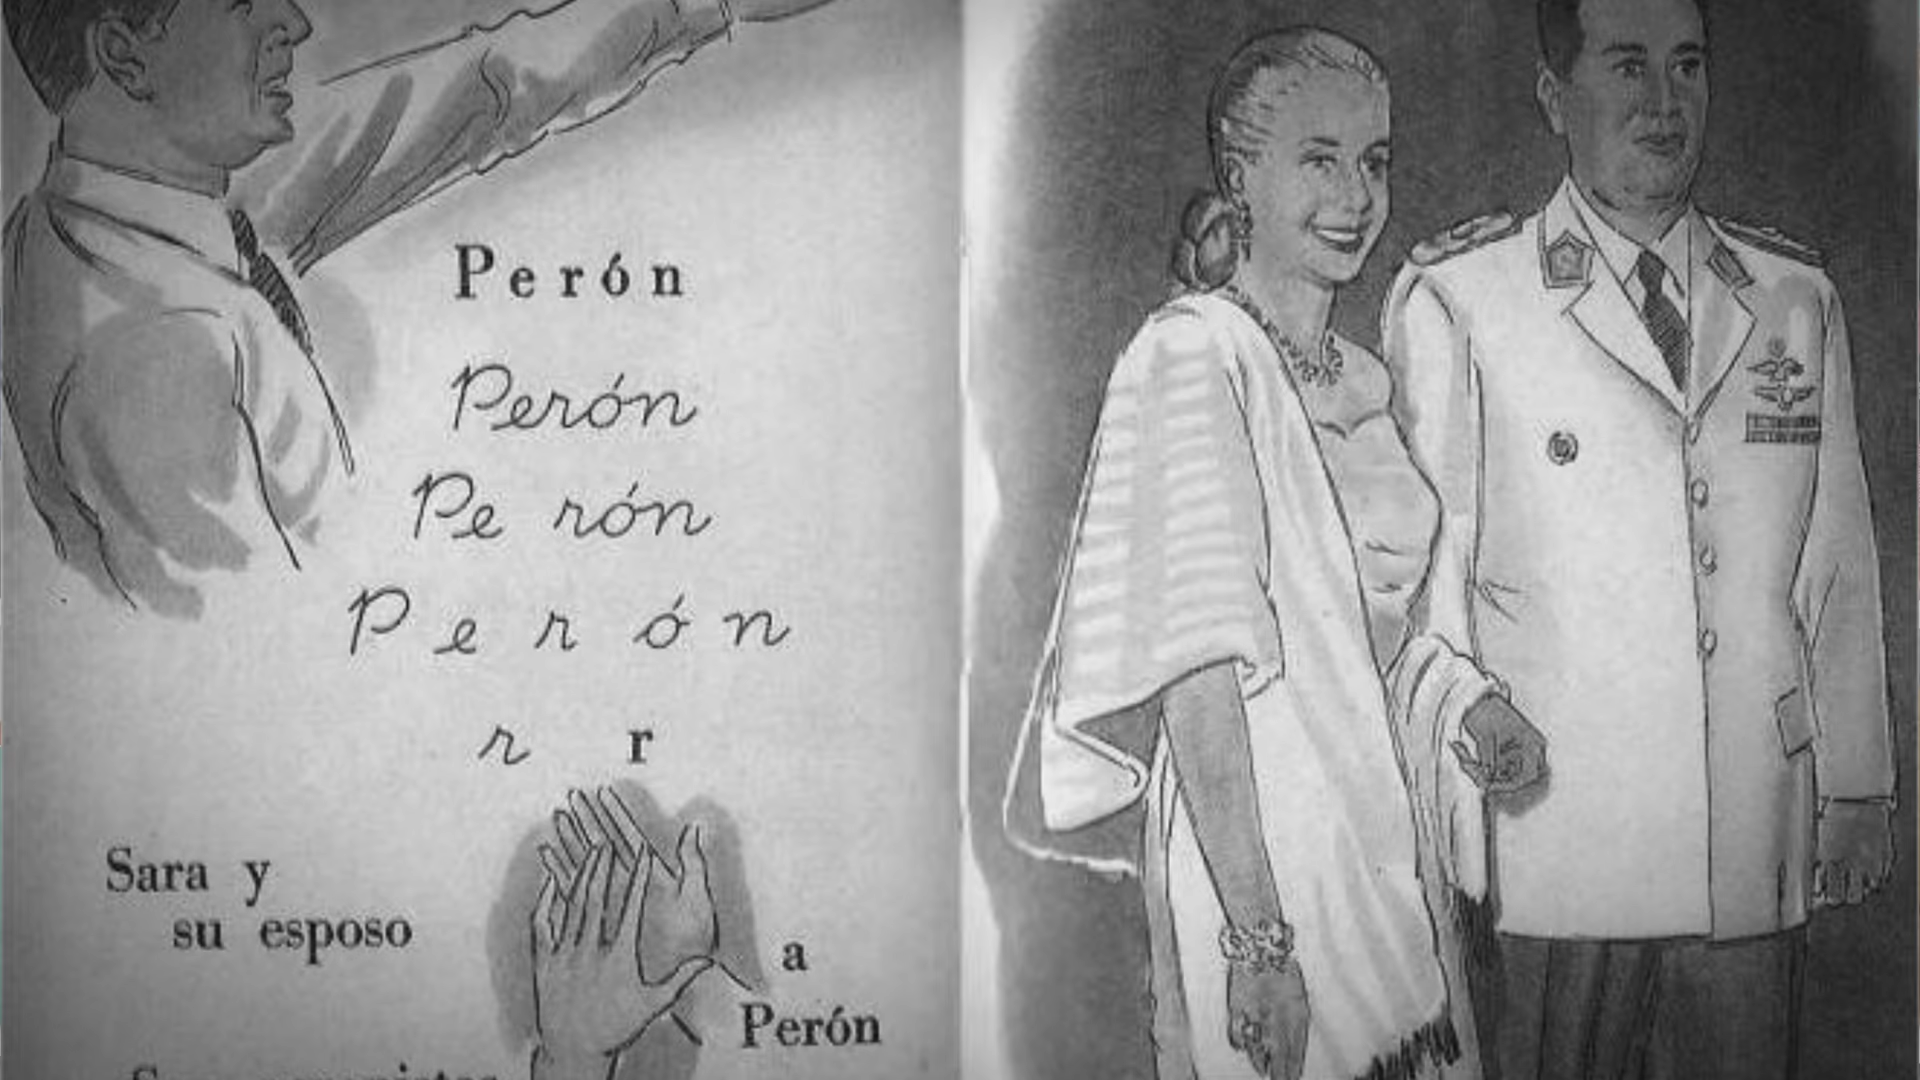 Perón
Perón
Pe rón
P e r ó n
r r
Sara y
su esposo
a
Perón